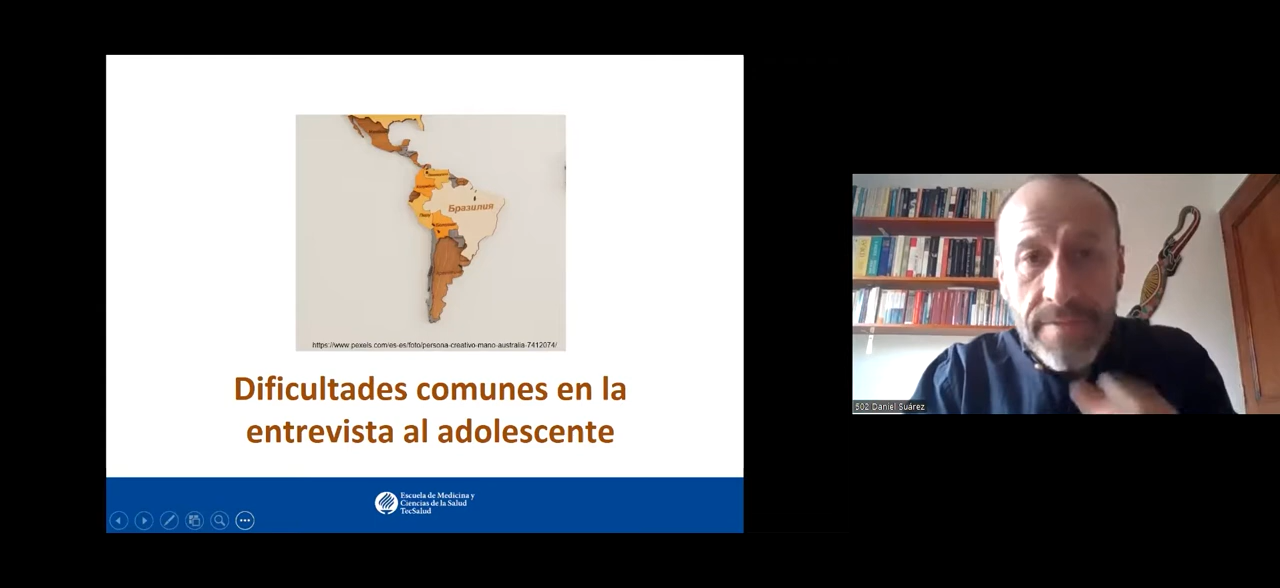 Бразилия
https://www.pexels.com/es-es/foto/persona-creativo-mano-australia-7412074/
Dificultades comunes en la
entrevista al adolescente
Escuela de Medicina y
Ciencias de la Salud
TecSalud
502 Daniel Suárez